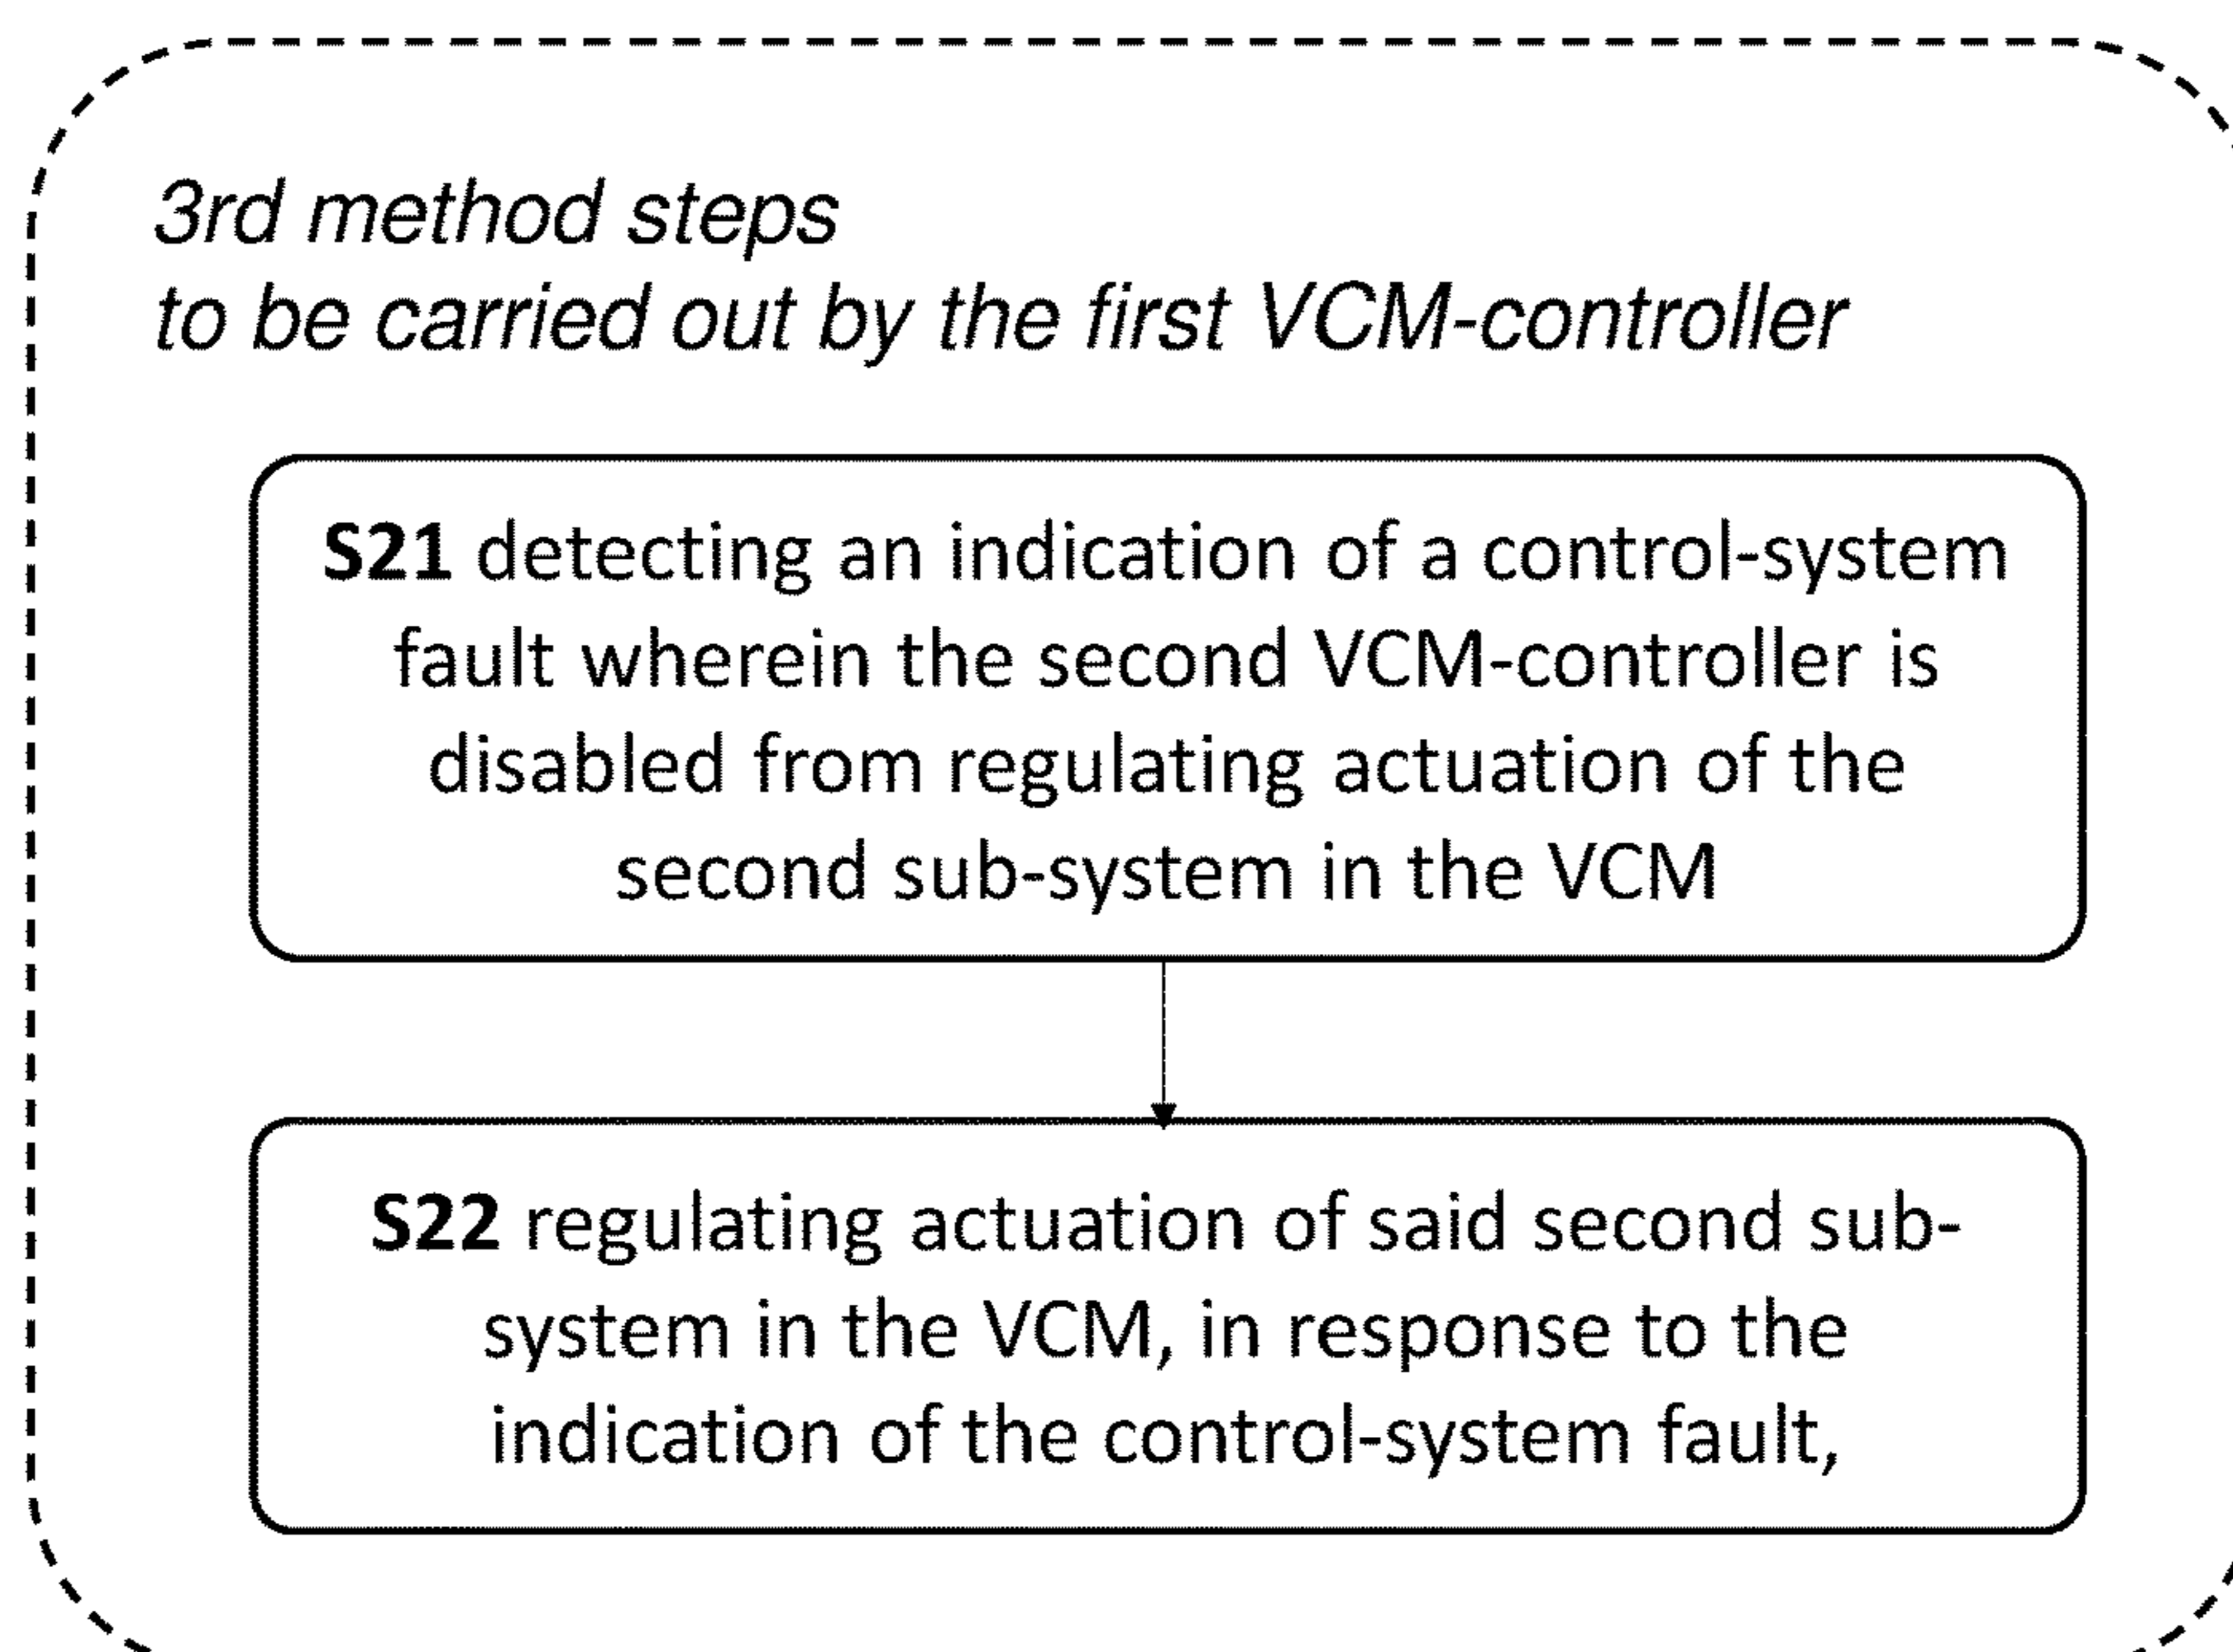 3rd method steps
to be carried out by the first VCM-controller
S21 detecting an indication of a control-system
fault wherein the second VCM-controller is
disabled from regulating actuation of the
second sub-system in the VCM
S22 regulating actuation of said second sub-
system in the VCM, in response to the
indication of the control-system fault,